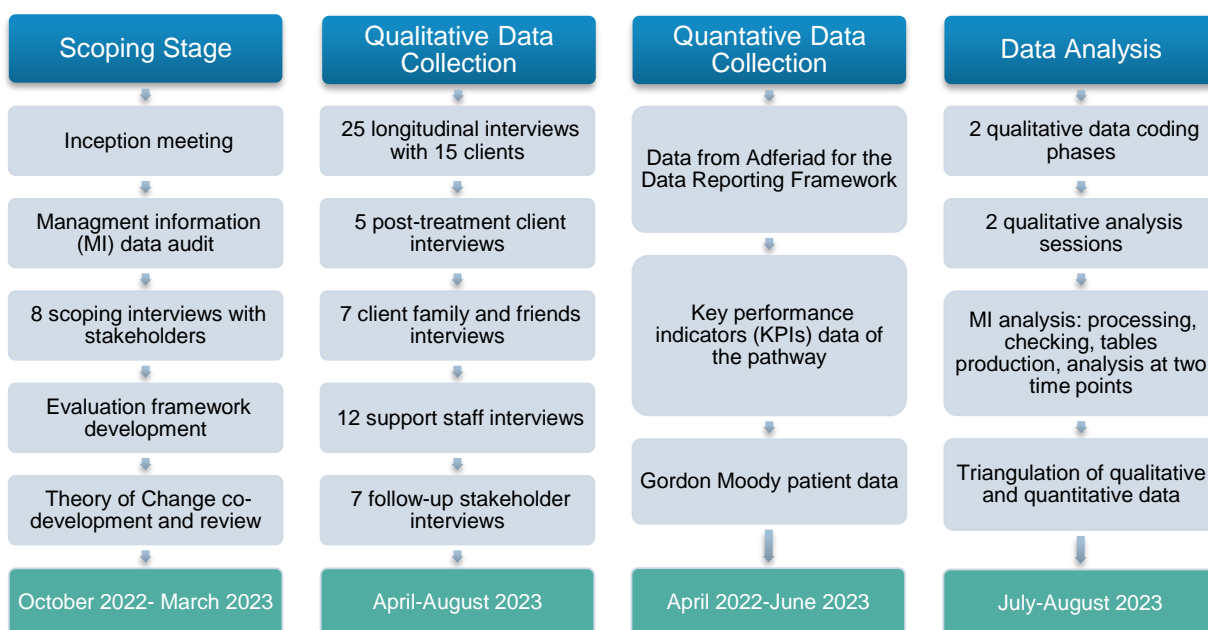 Scoping Stage
Inception meeting
Managment information
(MI) data audit
8 scoping interviews with
stakeholders
Evaluation framework
development
Theory of Change co-
development and review
October 2022- March 2023
Qualitative Data
Collection
25 longitudinal interviews
with 15 clients
5 post-treatment client
interviews
7 client family and friends
interviews
12 support staff interviews
7 follow-up stakeholder
interviews
April-August 2023
Quantative Data
Collection
Data from Adferiad for the
Data Reporting Framework
Key performance
indicators (KPIs) data of
the pathway
Gordon Moody patient data
April 2022-June 2023
Data Analysis
2 qualitative data coding
phases
2 qualitative analysis
sessions
MI analysis: processing,
checking, tables
production, analysis at two
time points
Triangulation of qualitative
and quantitative data
July-August 2023